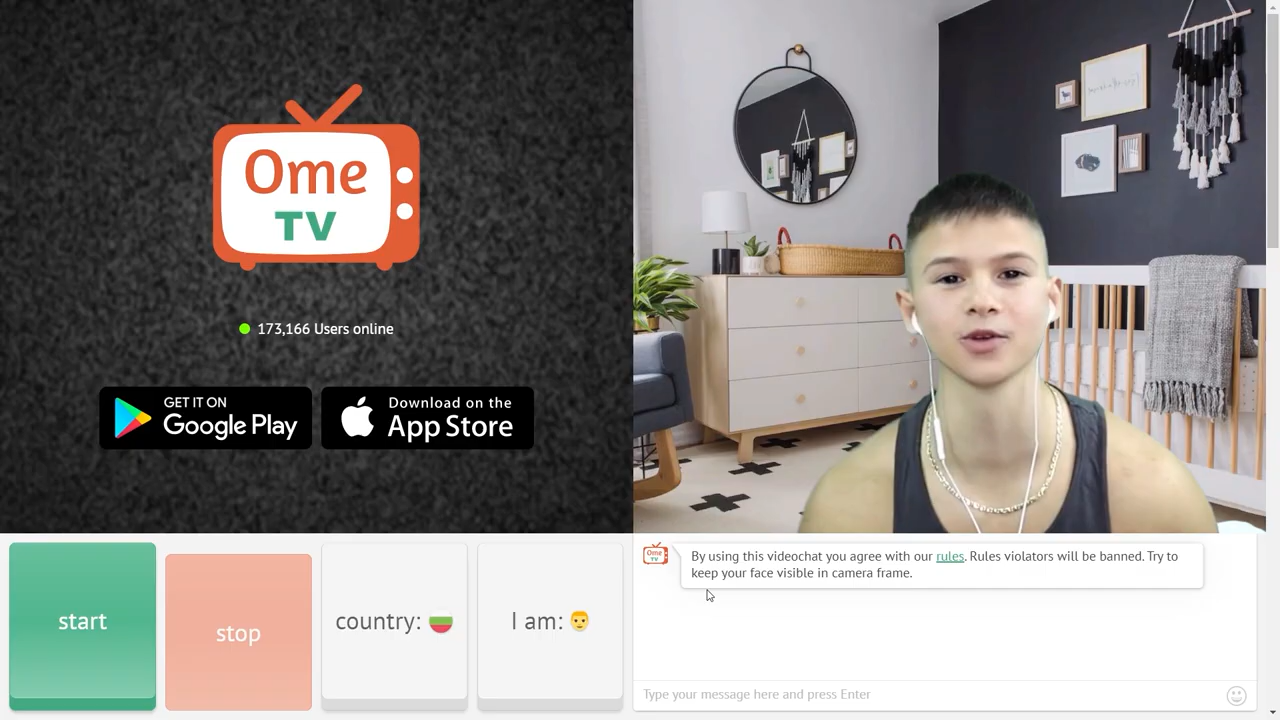 Ome
TV
173,166 Users online
GET IT ON
Google Play
Download on the
App Store
start
stop
country:
I am:
Ome
TV
By using this videochat you agree with our rules. Rules violators will be banned. Try to
keep your face visible in camera frame.
Type your message here and press Enter